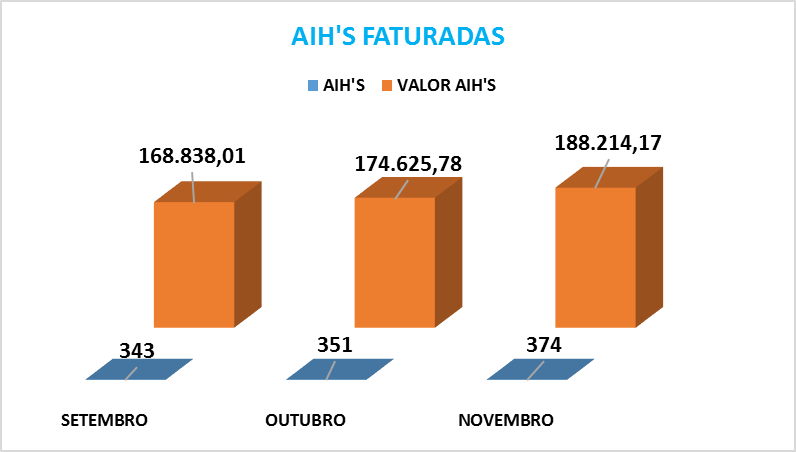 AIH'S FATURADAS
AIH'S VALOR AIH'S
168.838,01
174.625,78
188.214,17
343
351
374
SETEMBRO OUTUBRO NOVEMBRO